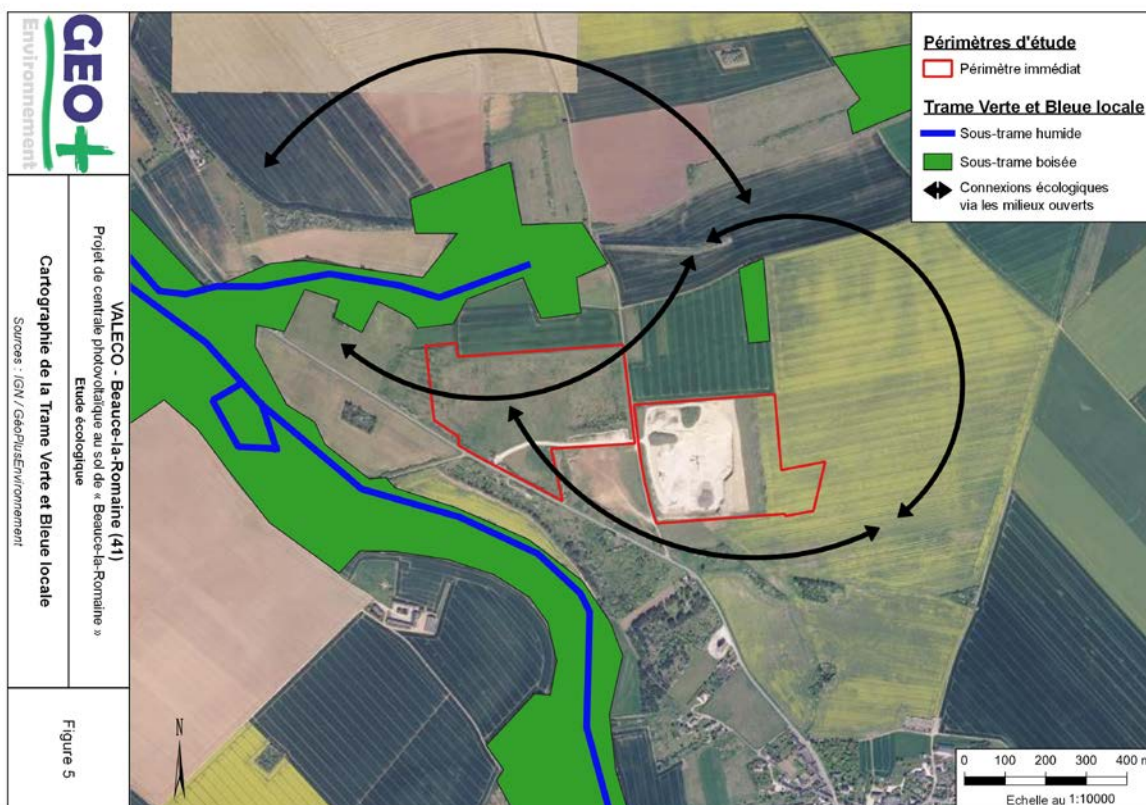 GEO+
Environnement
VALECO - Beauce-la-Romaine (41)
Projet de centrale photovoltaïque au sol de « Beauce-la-Romaine »
Etude écologique
Cartographie de la Trame Verte et Bleue locale
Sources : IGN / GéoPlusEnvironnement
Figure 5
Périmètres d'étude
Périmètre immédiat
Trame Verte et Bleue locale
Sous-trame humide
Sous-trame boisée
Connexions écologiques
via les milieux ouverts
N
0 100 200 300 400 m
Echelle au 1:10000